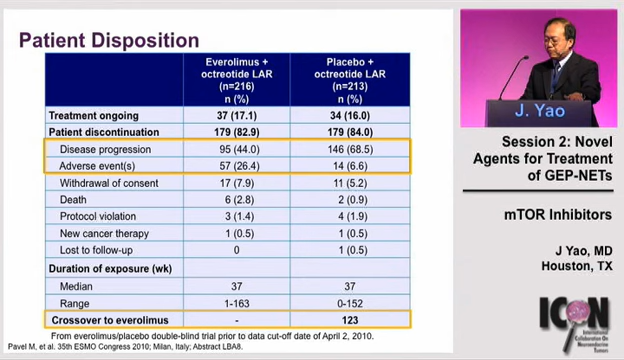 Patient Disposition
Everolimus + octreotide LAR (n=216) n (%) Placebo + octreotide LAR (n=213) n (%)
Treatment ongoing 37 (17.1) 34 (16.0)
Patient discontinuation 179 (82.9) 179 (84.0)
Disease progression 95 (44.0) 146 (68.5)
Adverse event(s) 57 (26.4) 14 (6.6)
Withdrawal of consent 17 (7.9) 11 (5.2)
Death 6 (2.8) 2 (0.9)
Protocol violation 3 (1.4) 4 (1.9)
New cancer therapy 1 (0.5) 1 (0.5)
Lost to follow-up 0 1 (0.5)
Duration of exposure (wk)
Median 37 37
Range 1-163 0-152
Crossover to everolimus - 123
From everolimus/placebo double-blind trial prior to data cut-off date of April 2, 2010.
Pavel M, et al. 35th ESMO Congress 2010; Milan, Italy; Abstract LBA8.
J. Yao
Session 2: Novel
Agents for Treatment
of GEP-NETs
mTOR Inhibitors
J Yao, MD
Houston, TX
ICON
International
Collaboration on
Neuroendocrine
Tumors